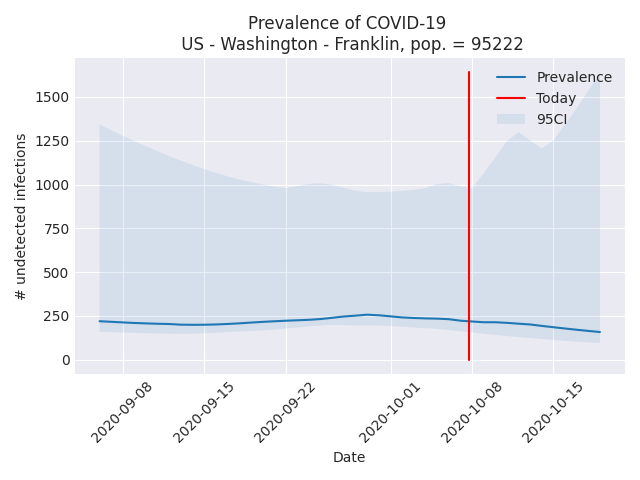 Prevalence of COVID-19
US - Washington - Franklin, pop. = 95222
Prevalence
Today
95CI
# undetected infections
1500
1250
1000
750
500
250
0
2020-09-08
2020-09-15
2020-09-22
2020-10-01
2020-10-08
2020-10-15
Date